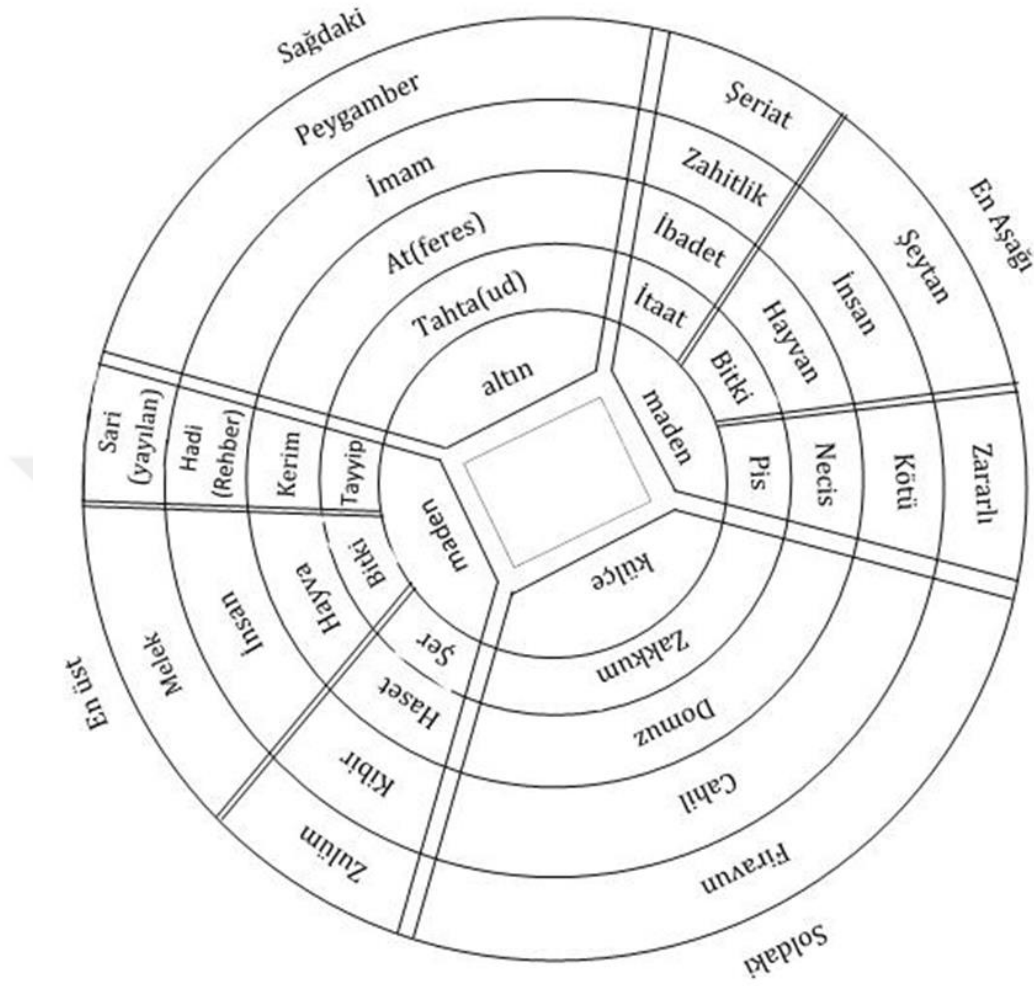 Sağdaki
Peygamber
İmam
At(feres)
Tahta(ud)
altın
Şeriat
Zahitlik
İbadet
İtaat
maden
En Aşağı
Şeytan
İnsan
Hayvan
Bitki
Zararlı
Kötü
Necis
Pis
külçe
Zakkum
Domuz
Cahil
Firavun
Soldaki
Şer
Haset
Kibir
Zulüm
En üst
Melek
İnsan
Hayva
Bitki
maden
Sari
(yayılan)
Hadi
(Rehber)
Kerim
Tayyip